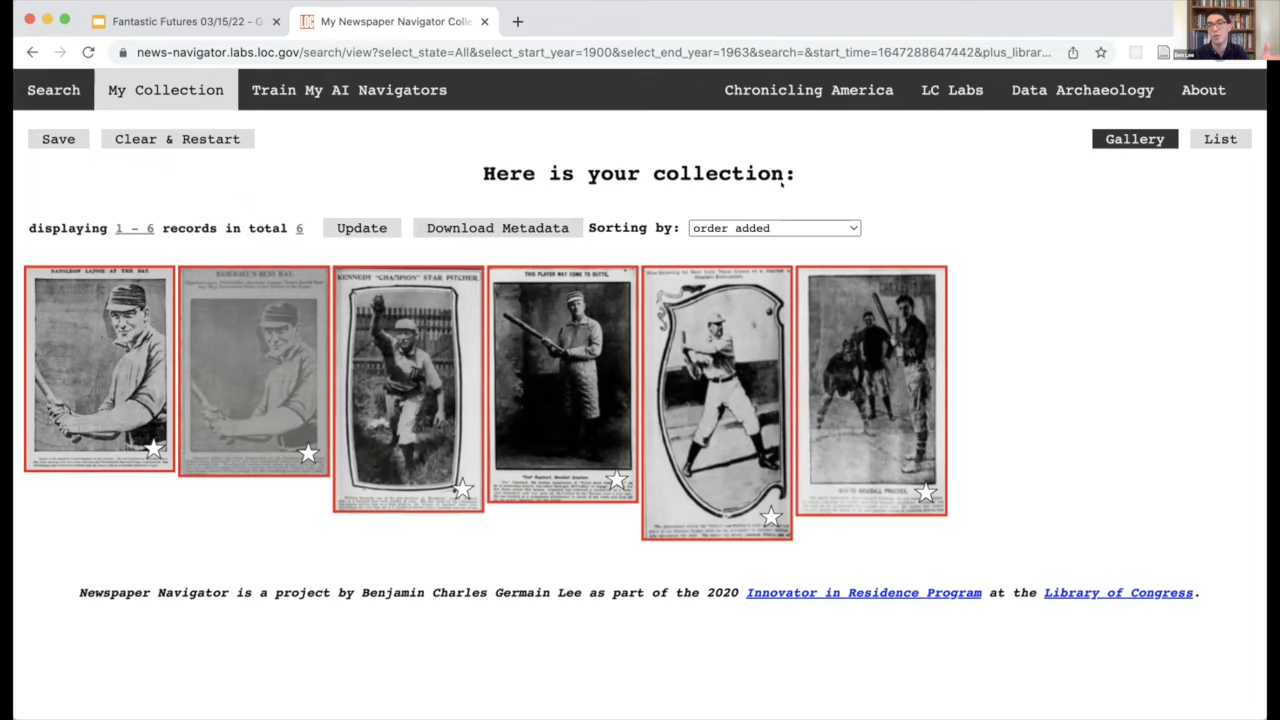 Fantastic Futures 03/15/22 - G
My Newspaper Navigator Colle
news-navigator.labs.loc.gov/search/view?select_state=All&select_start_year=1900&select_end_year=1963&search=&start_time=1647288647442&plus_librar...
Ben Lee
Search My Collection Train My AI Navigators Chronicling America LC Labs Data Archaeology About
Save Clear & Restart Gallery List
Here is your collection:
displaying 1 - 6 records in total 6 Update Download Metadata Sorting by: order added
NAPOLEON LAJOIE AT THE BAT.
BASEBALL'S BEST BAT.
KENNEDY "CHAMPION" STAR PITCHER
THIS PLAYER MAY COME TO BUTTE.
Newspaper Navigator is a project by Benjamin Charles Germain Lee as part of the 2020 Innovator in Residence Program at the Library of Congress.